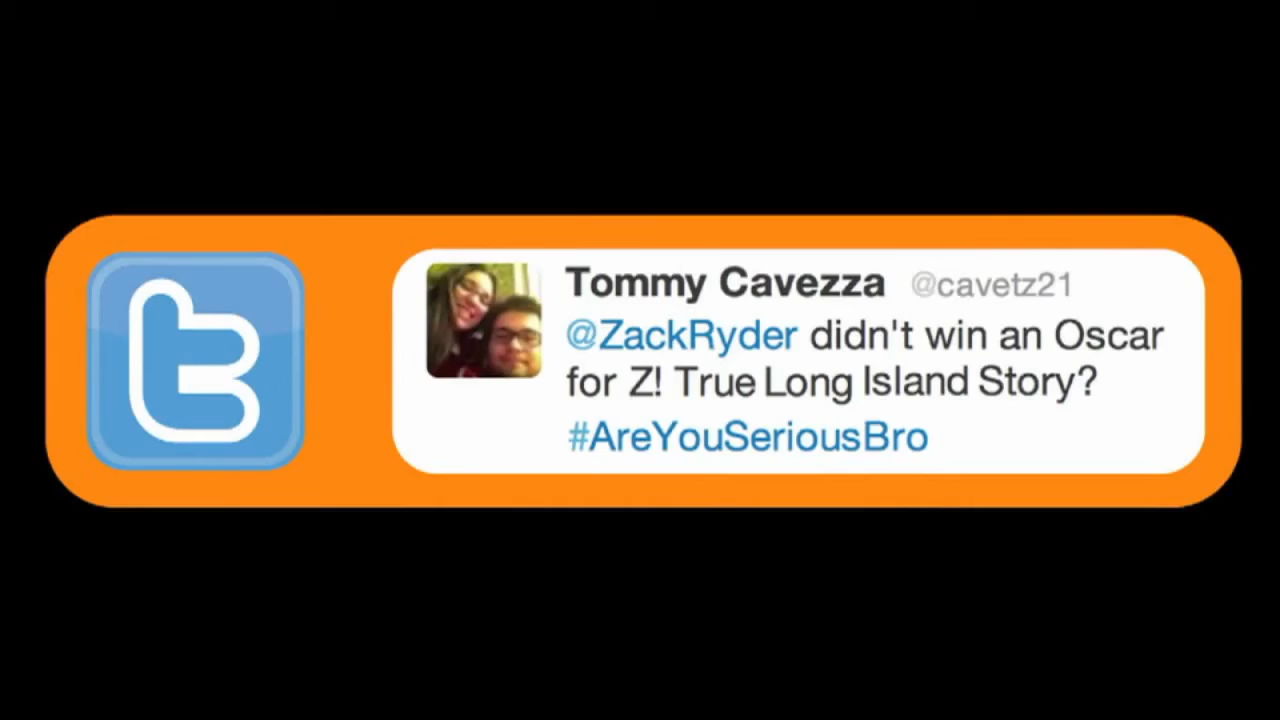 t
Tommy Cavezza @cavetz21
@ZackRyder didn't win an Oscar
for Z! True Long Island Story?
#AreYouSeriousBro